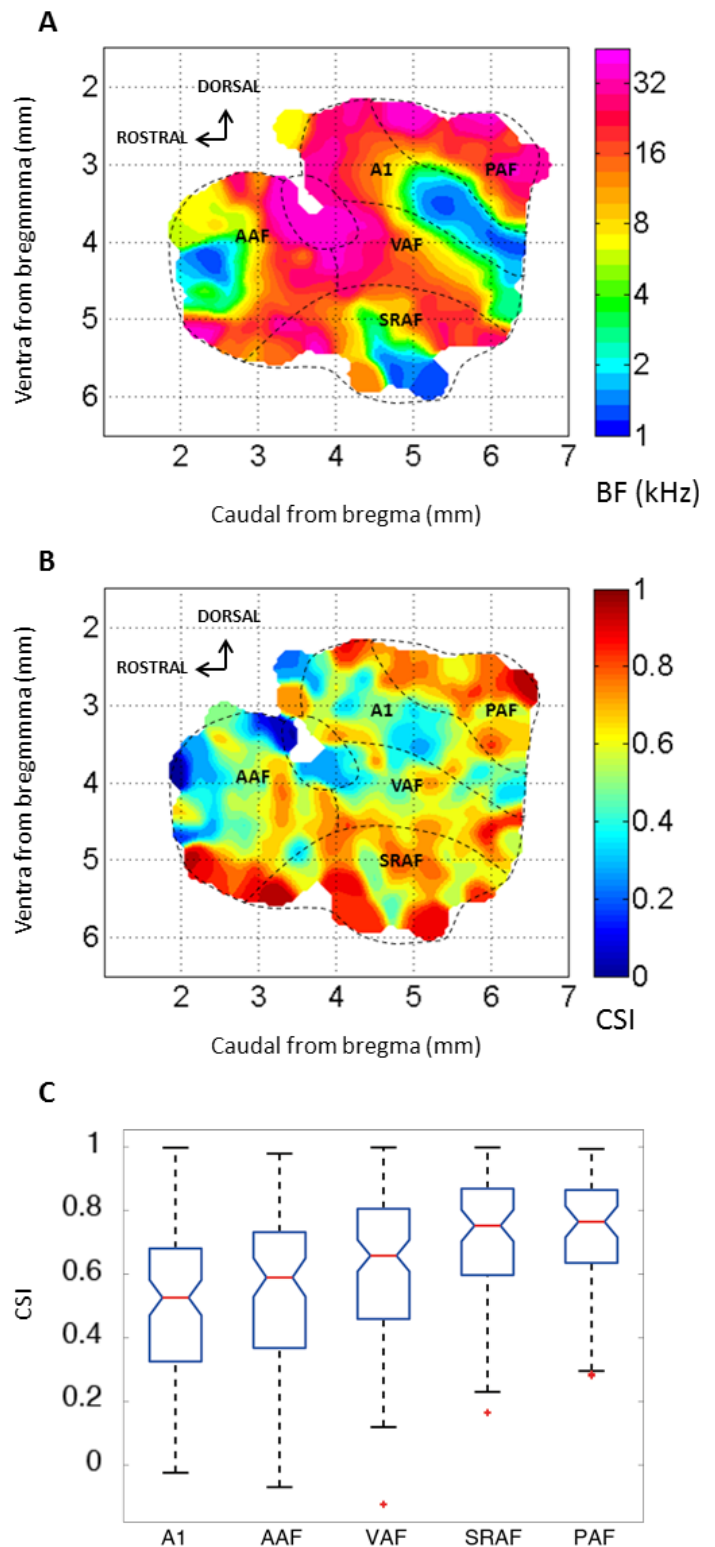 A
DORSAL
ROSTRAL
A1
PAF
AAF
VAF
SRAF
2
3
4
5
6
Ventra from bregmmma (mm)
2 3 4 5 6 7
Caudal from bregma (mm)
32
16
8
4
2
1
BF (kHz)
B
DORSAL
ROSTRAL
A1
PAF
AAF
VAF
SRAF
2
3
4
5
6
Ventra from bregmmma (mm)
2 3 4 5 6 7
Caudal from bregma (mm)
1
0.8
0.6
0.4
0.2
0
CSI
C
1
0.8
0.6
0.4
0.2
0
CSI
A1 AAF VAF SRAF PAF